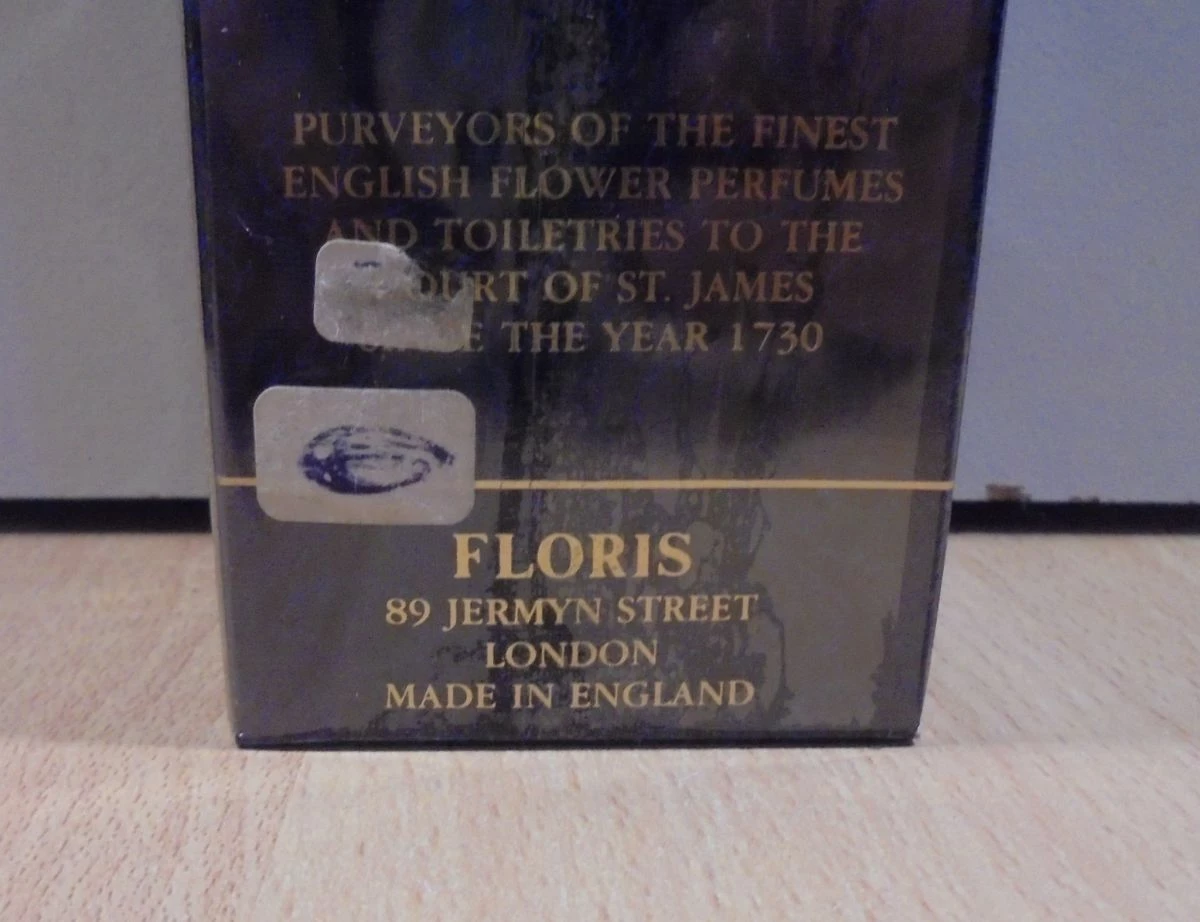 PURVEYORS OF THE FINEST
ENGLISH FLOWER PERFUMES
AND TOILETRIES TO THE
COURT OF ST. JAMES
THE YEAR 1730
FLORIS
89 JERMYN STREET
LONDON
MADE IN ENGLAND